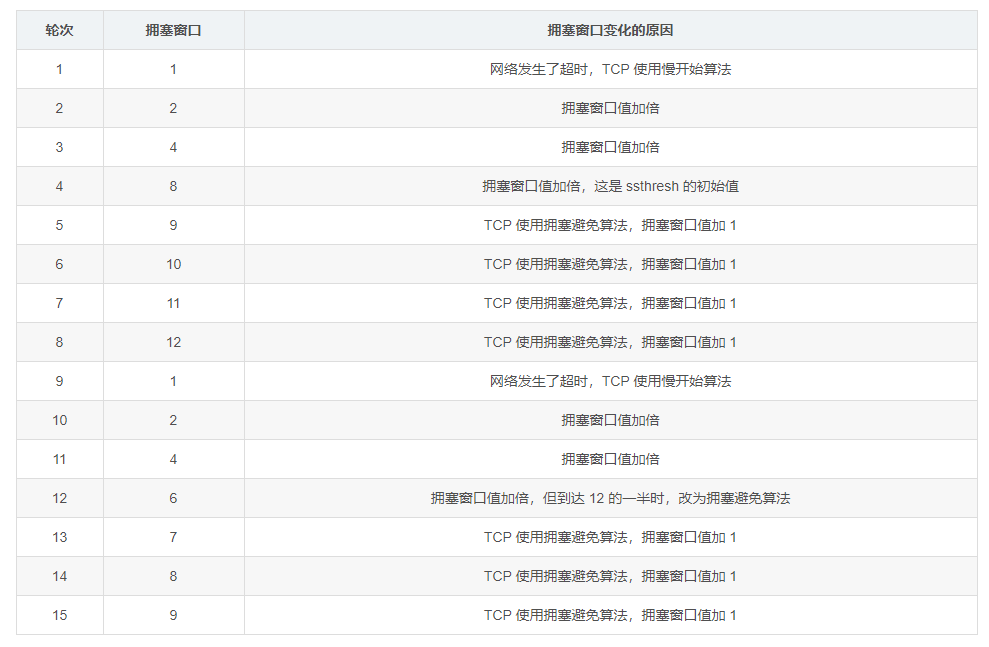 轮次 拥塞窗口 拥塞窗口变化的原因
1 1 网络发生了超时，TCP 使用慢开始算法
2 2 拥塞窗口值加倍
3 4 拥塞窗口值加倍
4 8 拥塞窗口值加倍，这是 ssthresh 的初始值
5 9 TCP 使用拥塞避免算法，拥塞窗口值加 1
6 10 TCP 使用拥塞避免算法，拥塞窗口值加 1
7 11 TCP 使用拥塞避免算法，拥塞窗口值加 1
8 12 TCP 使用拥塞避免算法，拥塞窗口值加 1
9 1 网络发生了超时，TCP 使用慢开始算法
10 2 拥塞窗口值加倍
11 4 拥塞窗口值加倍
12 6 拥塞窗口值加倍，但到达 12 的一半时，改为拥塞避免算法
13 7 TCP 使用拥塞避免算法，拥塞窗口值加 1
14 8 TCP 使用拥塞避免算法，拥塞窗口值加 1
15 9 TCP 使用拥塞避免算法，拥塞窗口值加 1